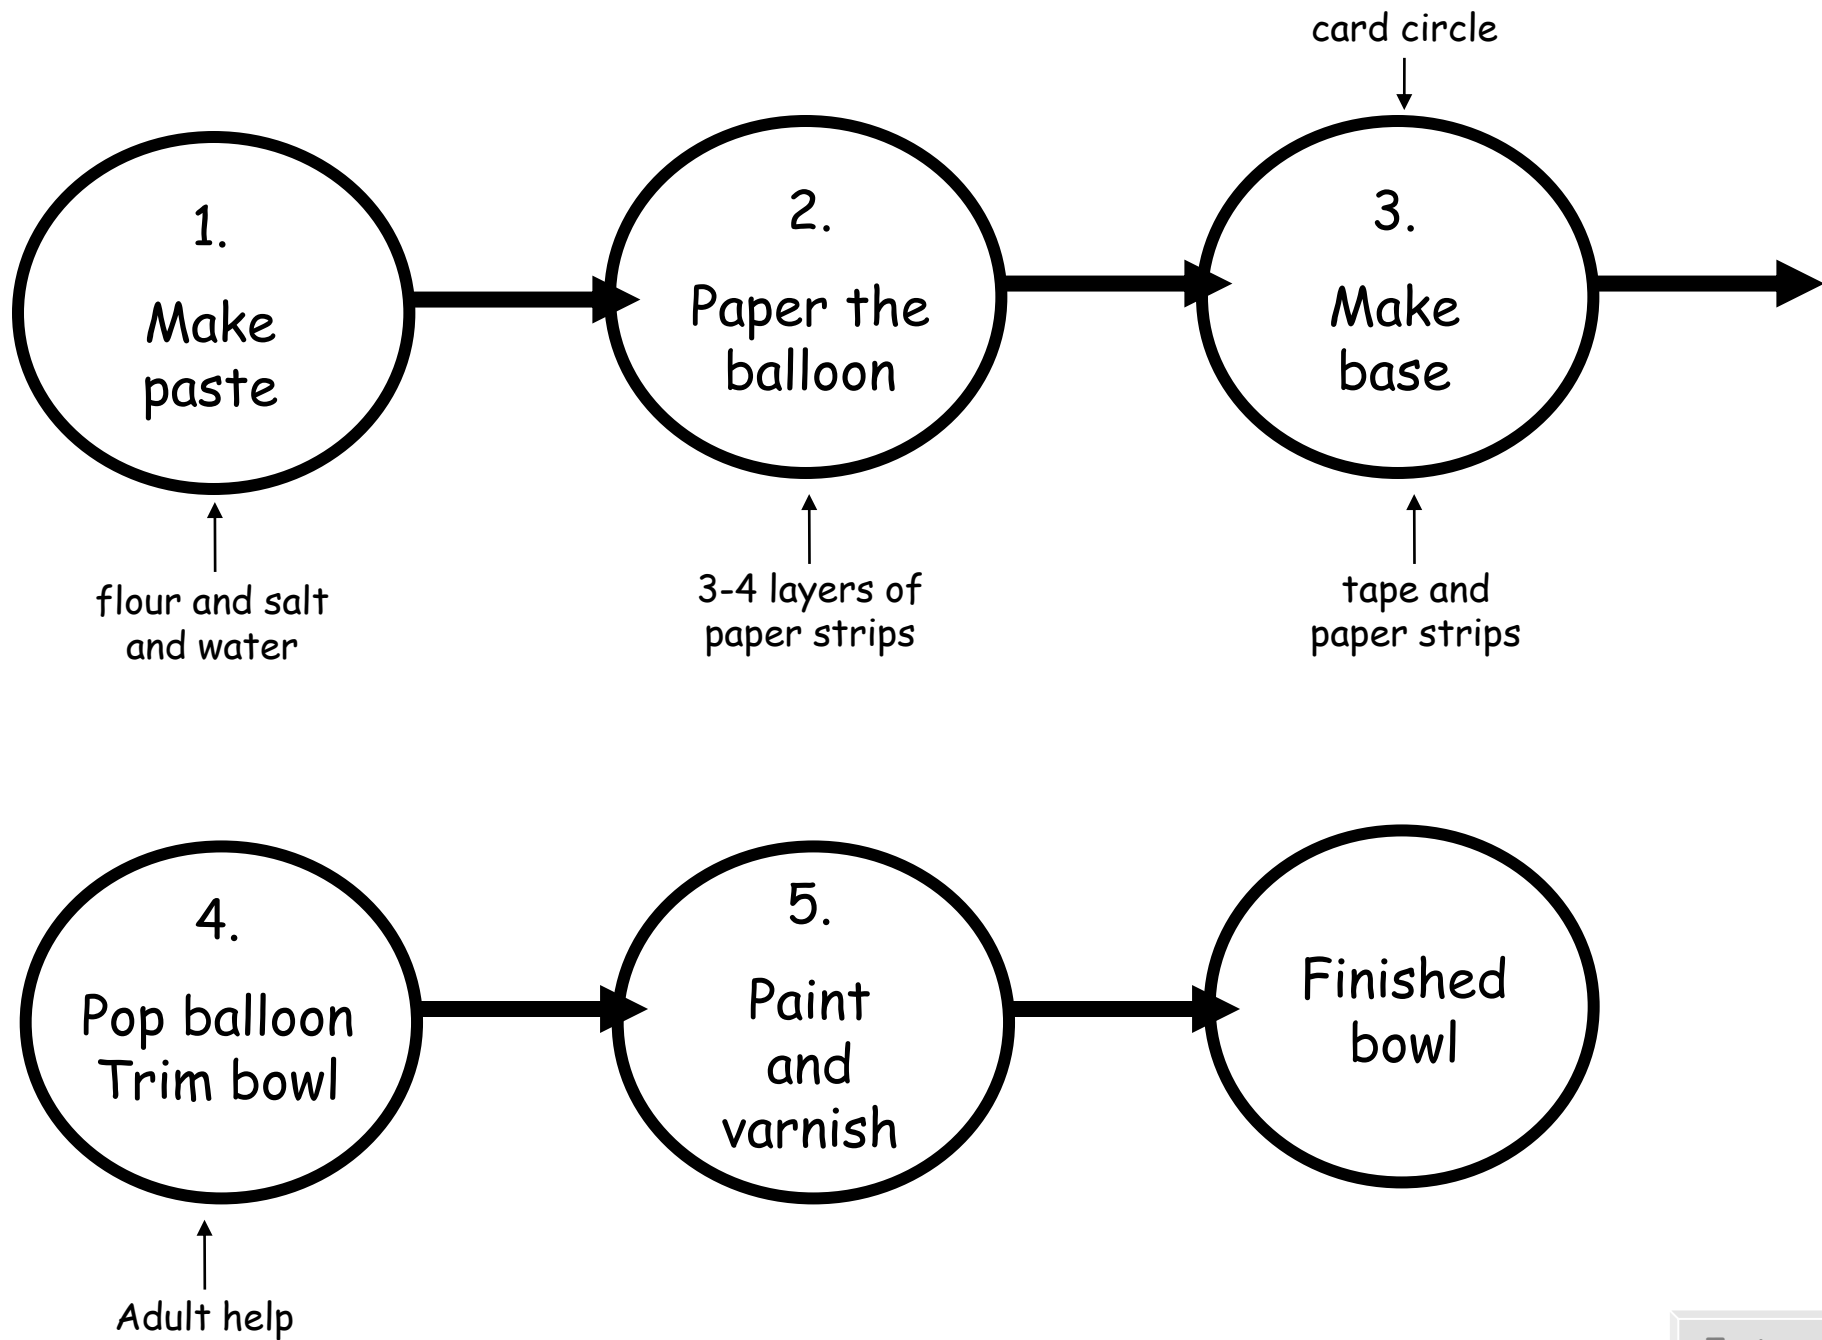 card circle
1.
Make
paste
2.
Paper the
balloon
3.
Make
base
flour and salt
and water
3-4 layers of
paper strips
tape and
paper strips
4.
Pop balloon
Trim bowl
5.
Paint
and
varnish
Finished
bowl
Adult help